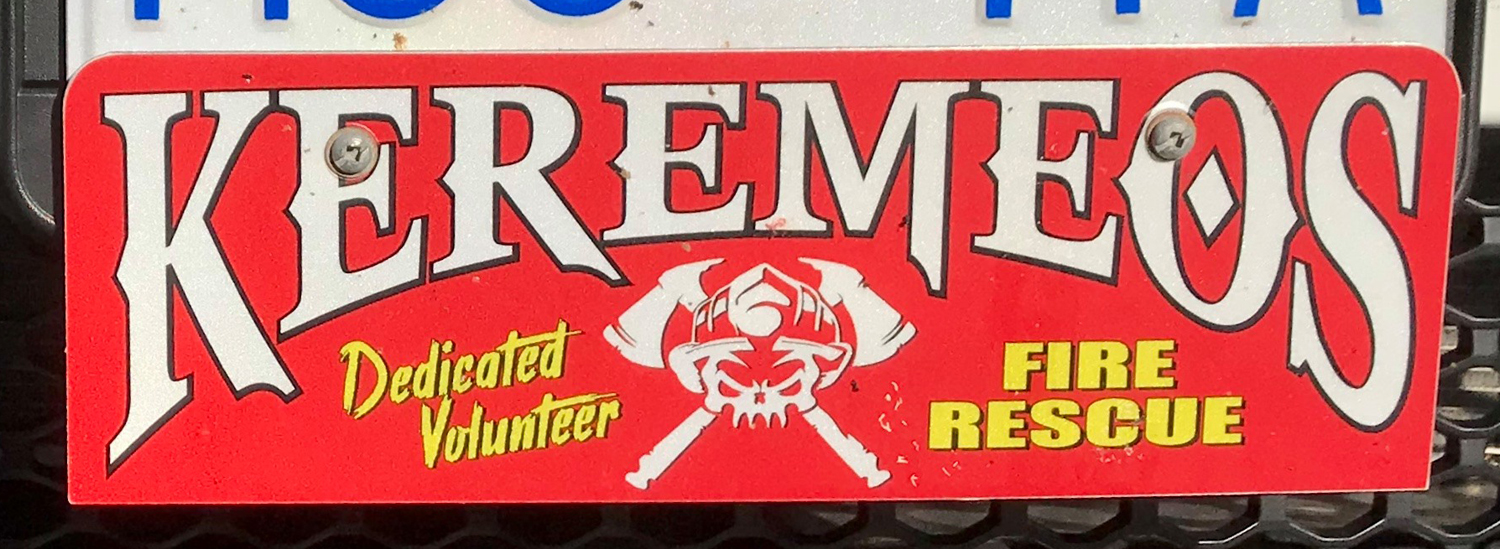 KEREMEOS
Dedicated
Volunteer
FIRE
RESCUE